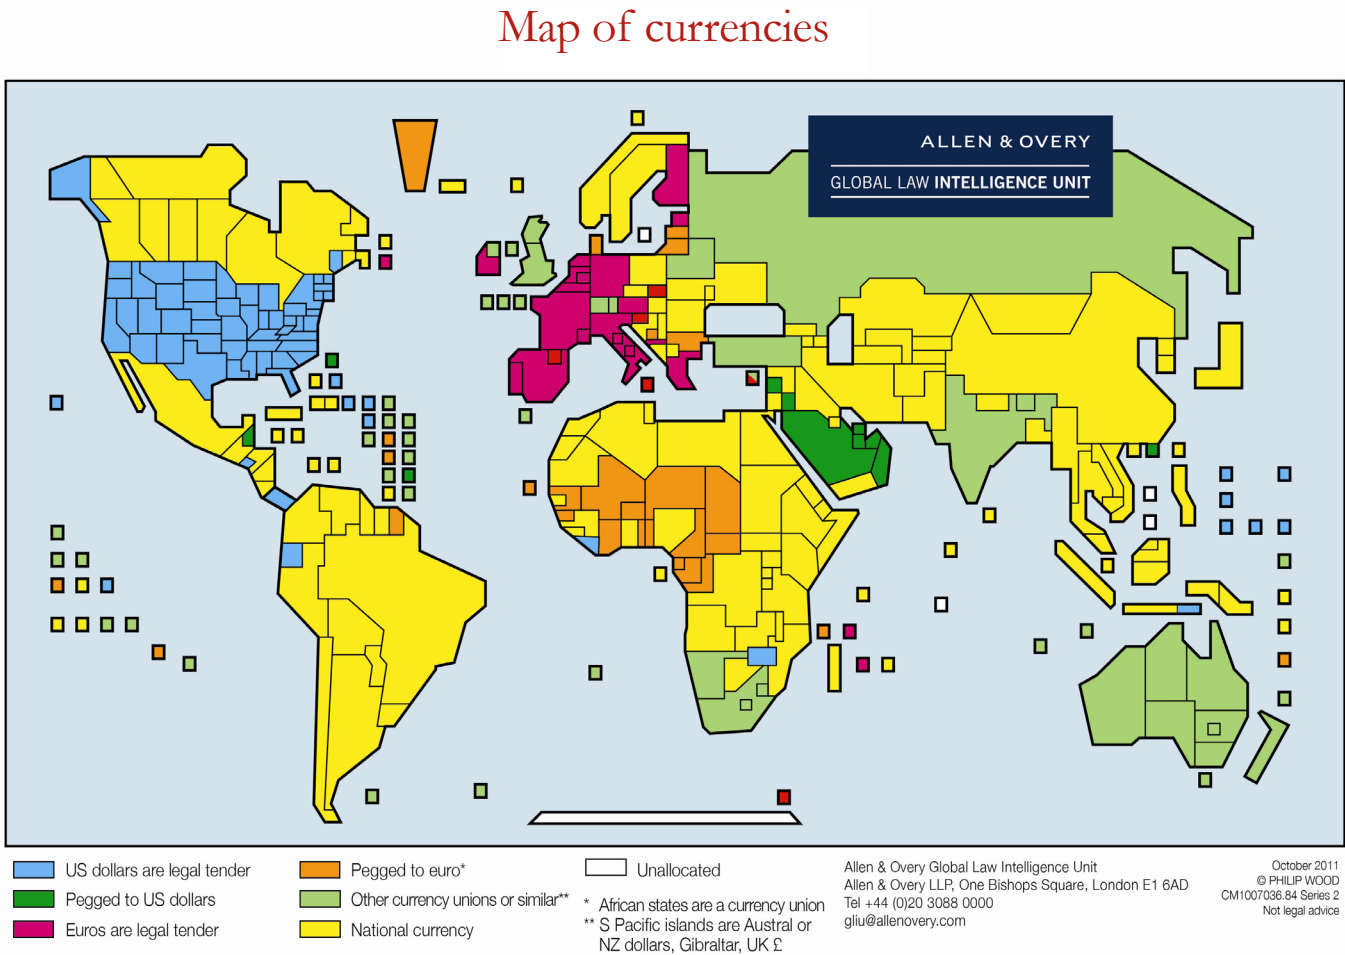 Map of currencies
ALLEN & OVERY
GLOBAL LAW INTELLIGENCE UNIT
US dollars are legal tender
Pegged to US dollars
Euros are legal tender
Pegged to euro*
Other currency unions or similar**
National currency
Unallocated
* African states are a currency union
** S Pacific islands are Austral or
NZ dollars, Gibraltar, UK £
Allen & Overy Global Law Intelligence Unit
Allen & Overy LLP, One Bishops Square, London E1 6AD
Tel +44 (0)20 3088 0000
gliu@allenovery.com
October 2011
© PHILIP WOOD
CM1007036.84 Series 2
Not legal advice